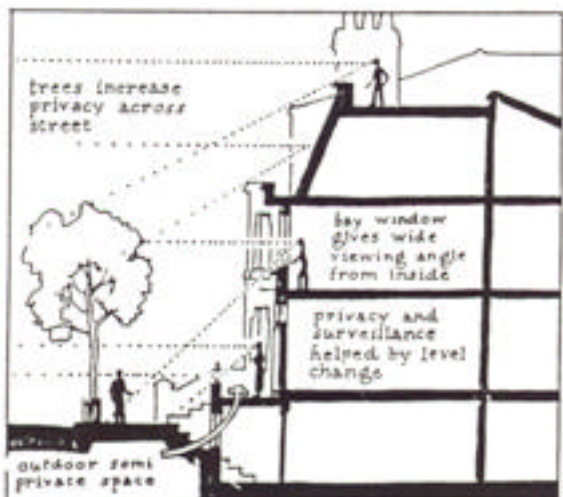 trees increase
privacy across
street
bay window
gives wide
viewing angle
from inside
privacy and
surveillance
helped by level
change
outdoor semi
private space